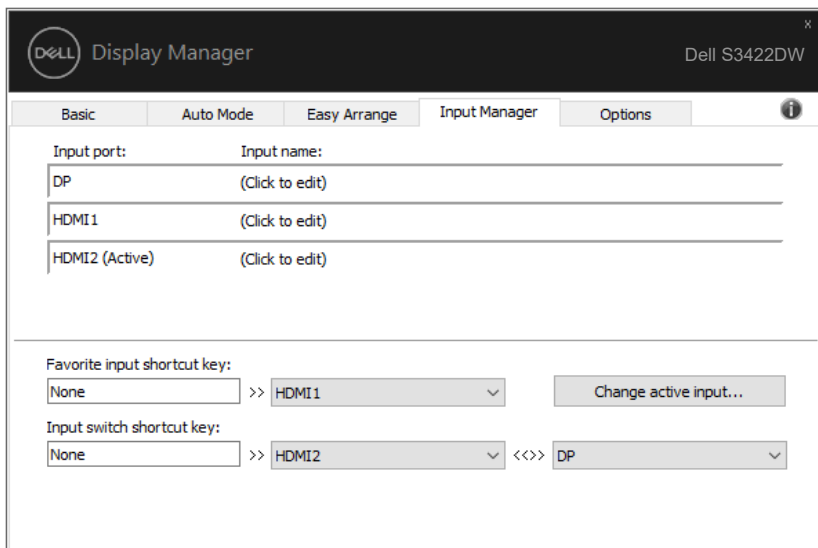 x
DELL Display Manager Dell S3422DW
Basic Auto Mode Easy Arrange Input Manager Options i
Input port: Input name:
DP (Click to edit)
HDMI1 (Click to edit)
HDMI2 (Active) (Click to edit)
Favorite input shortcut key:
None >> HDMI1 Change active input...
Input switch shortcut key:
None >> HDMI2 <<>> DP